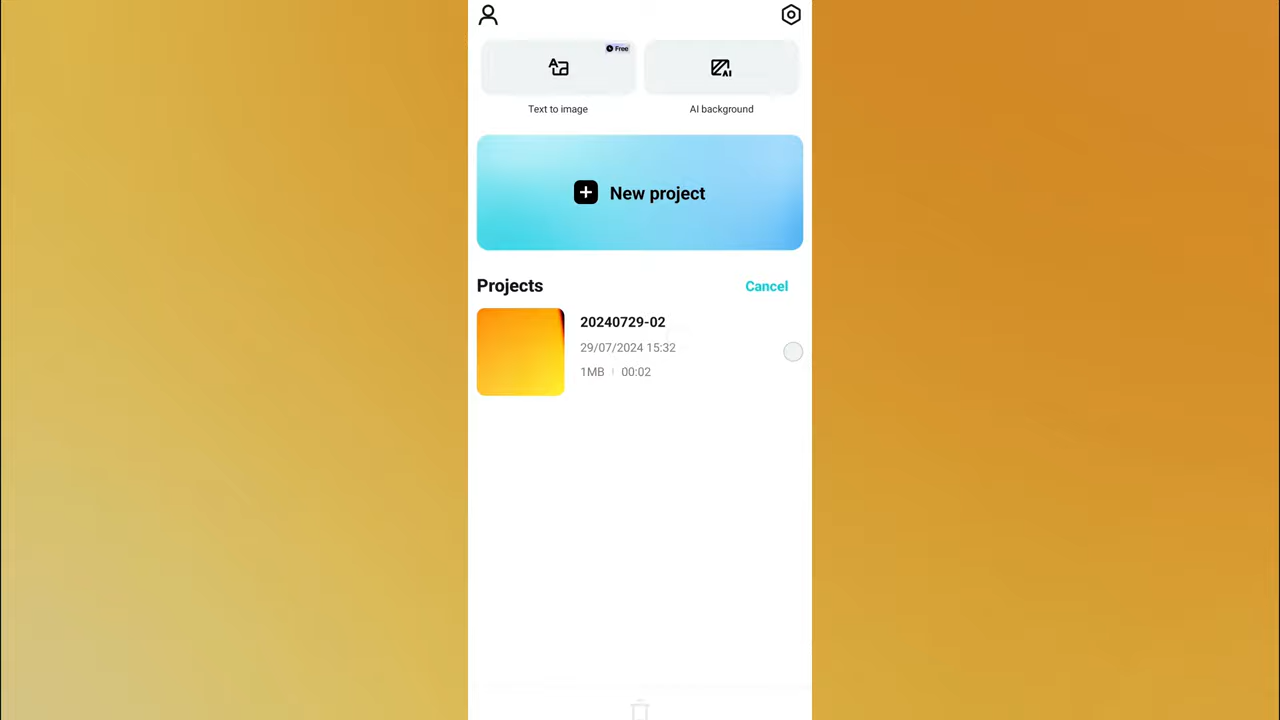 Free
Text to image
AI background
New project
Projects
Cancel
20240729-02
29/07/2024 15:32
1MB
00:02